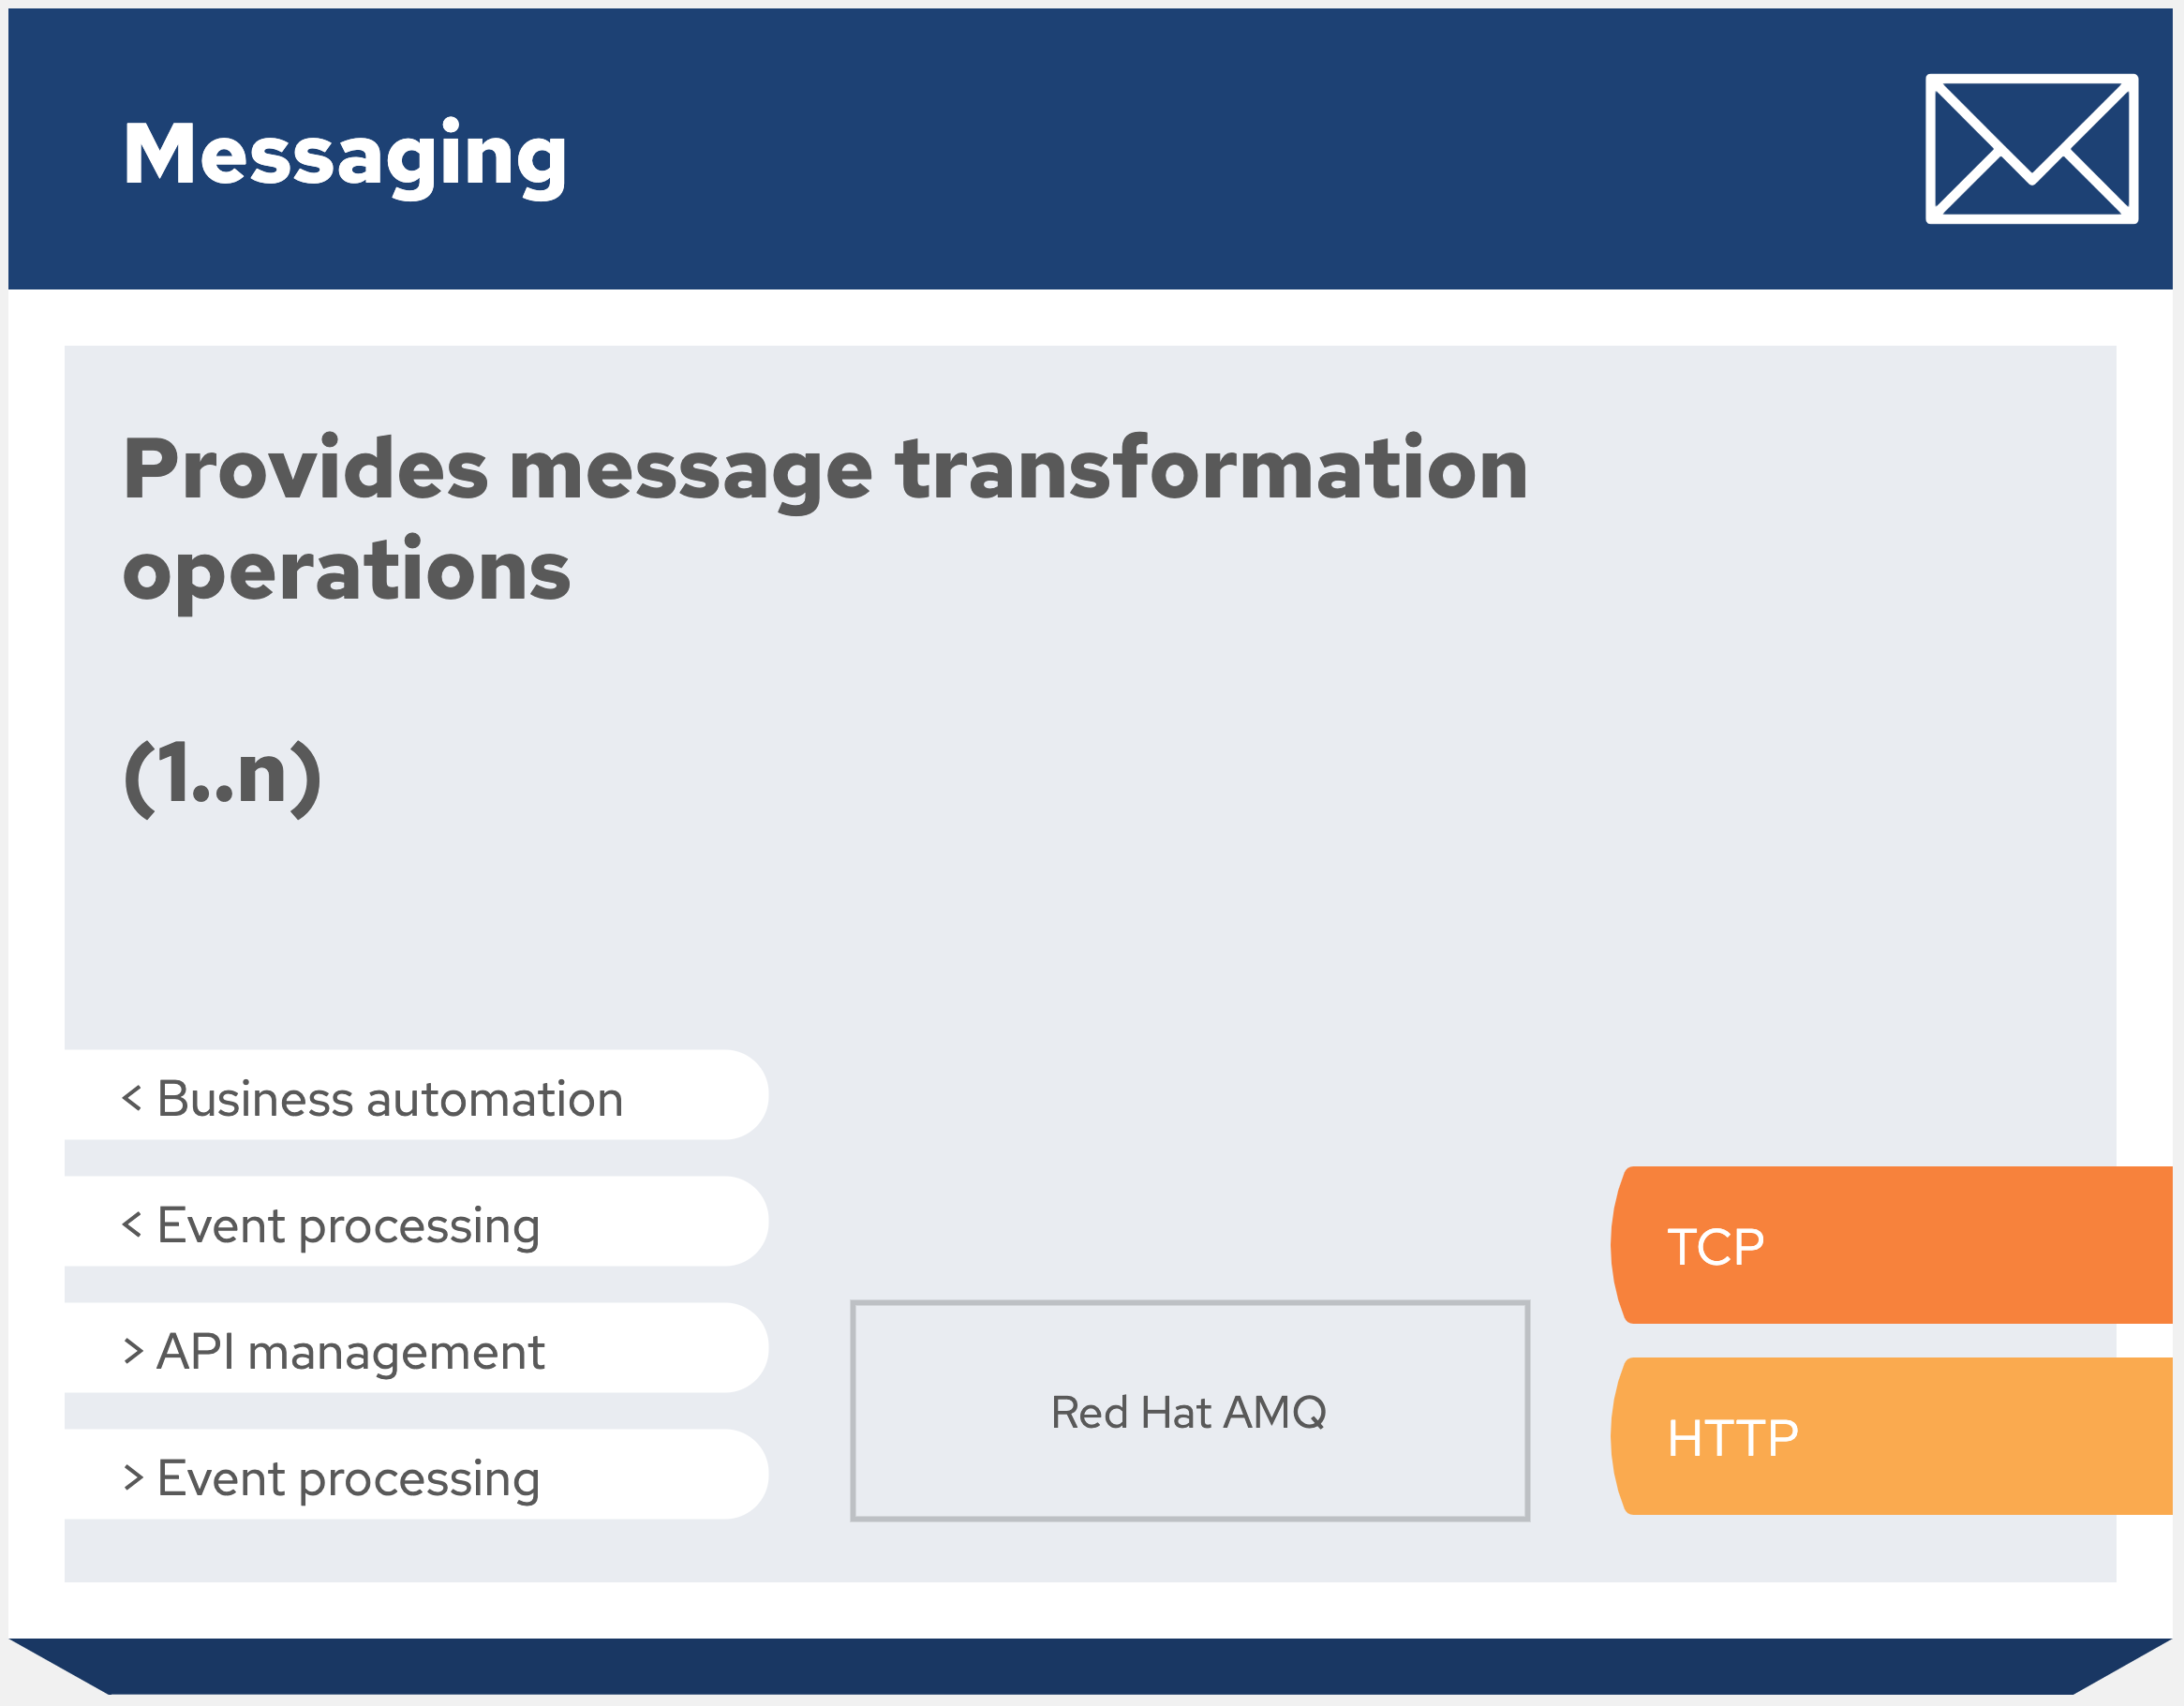 Messaging
Provides message transformation
operations
(1..n)
< Business automation
< Event processing
> API management
> Event processing
Red Hat AMQ
TCP
HTTP